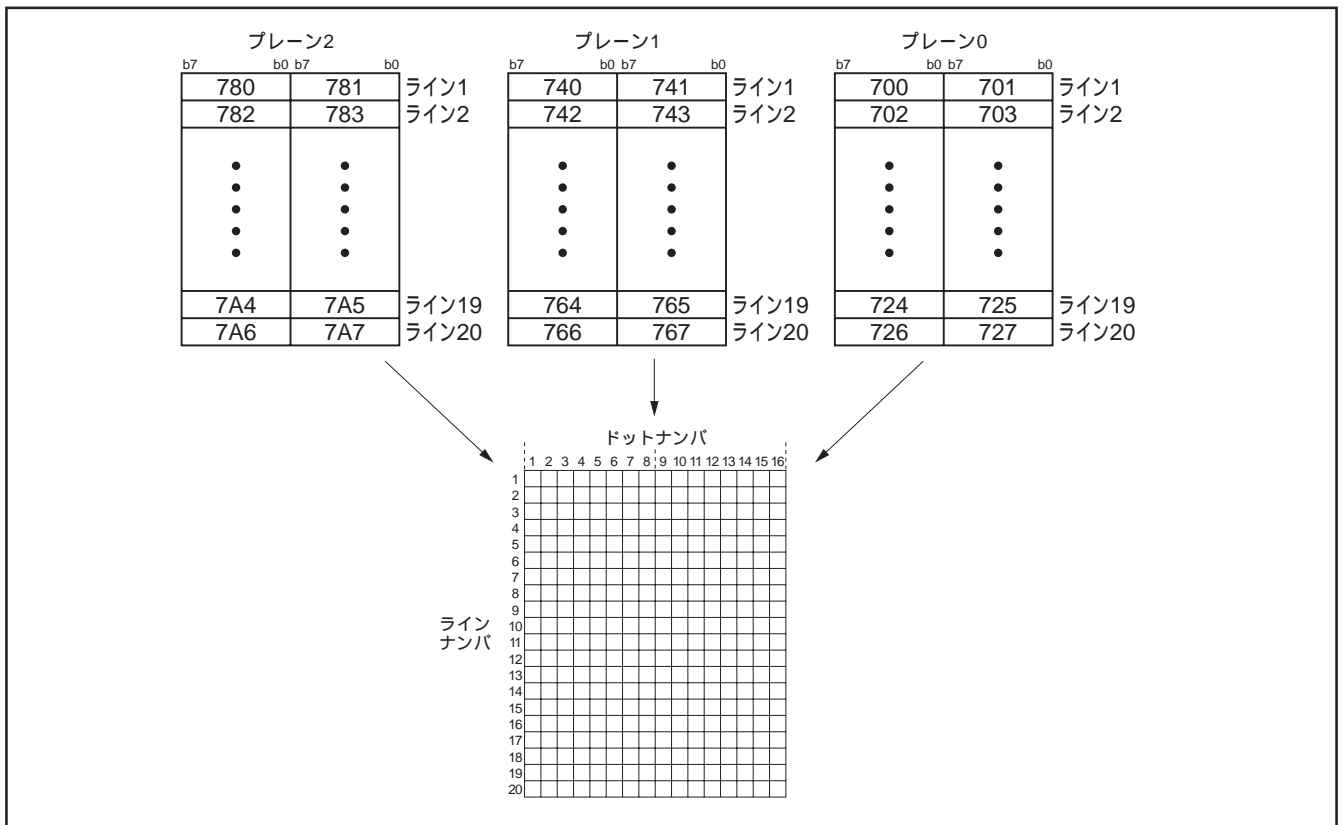 プレーン2 プレーン1 プレーン0
b7 b0 b7 b0 b7 b0 b7 b0 b7 b0 b7 b0
780 781 ライン1 740 741 ライン1 700 701 ライン1
782 783 ライン2 742 743 ライン2 702 703 ライン2
7A4 7A5 ライン19 764 765 ライン19 724 725 ライン19
7A6 7A7 ライン20 766 767 ライン20 726 727 ライン20
ドットナンバ
1 2 3 4 5 6 7 8 9 10 11 12 13 14 15 16
1
2
3
4
5
6
7
8
9
ライン 10
ナンバ 11
12
13
14
15
16
17
18
19
20